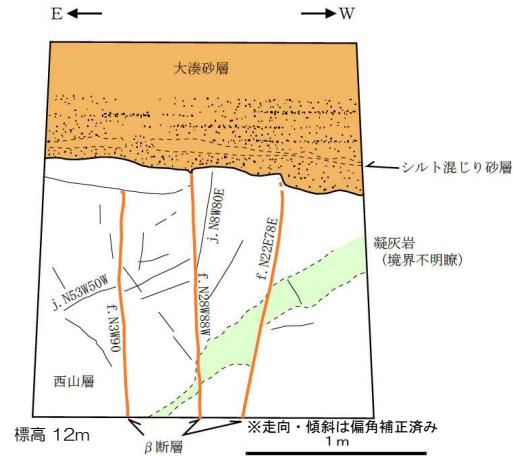 E W
大湊砂層
シルト混じり砂層
凝灰岩
（境界不明瞭）
j.N8W80E
f.N22E78E
j.N53W50W
f.N28W88W
f.N3W90
西山層
標高 12m
β断層
※走向・傾斜は偏角補正済み
1m